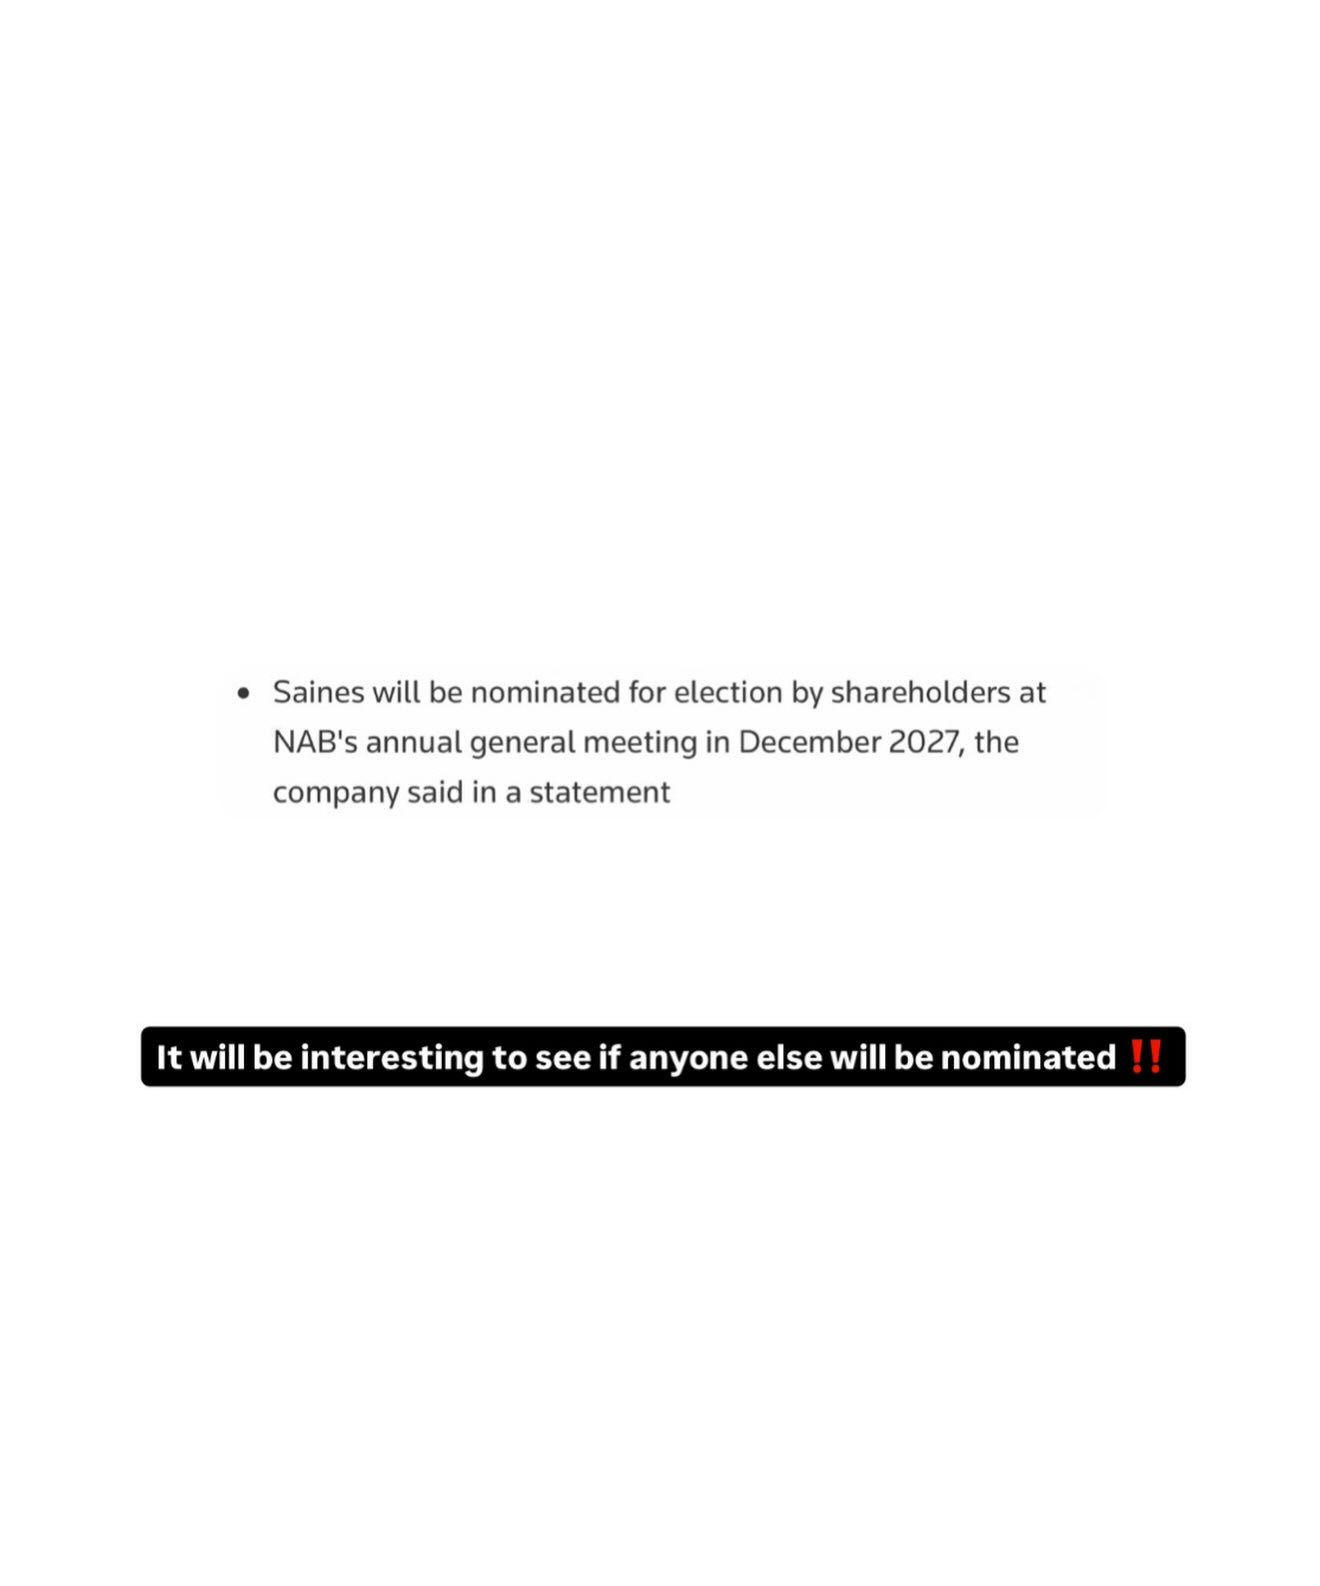 • Saines will be nominated for election by shareholders at
NAB's annual general meeting in December 2027, the
company said in a statement
It will be interesting to see if anyone else will be nominated ‼️